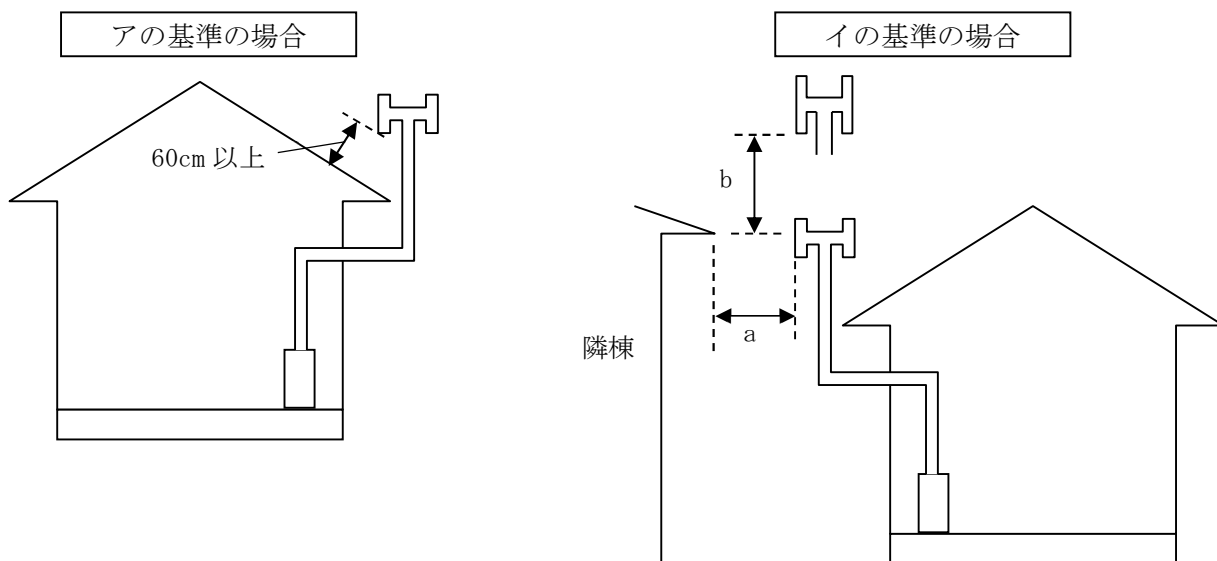 アの基準の場合
イの基準の場合
60cm 以上
b
a
隣棟